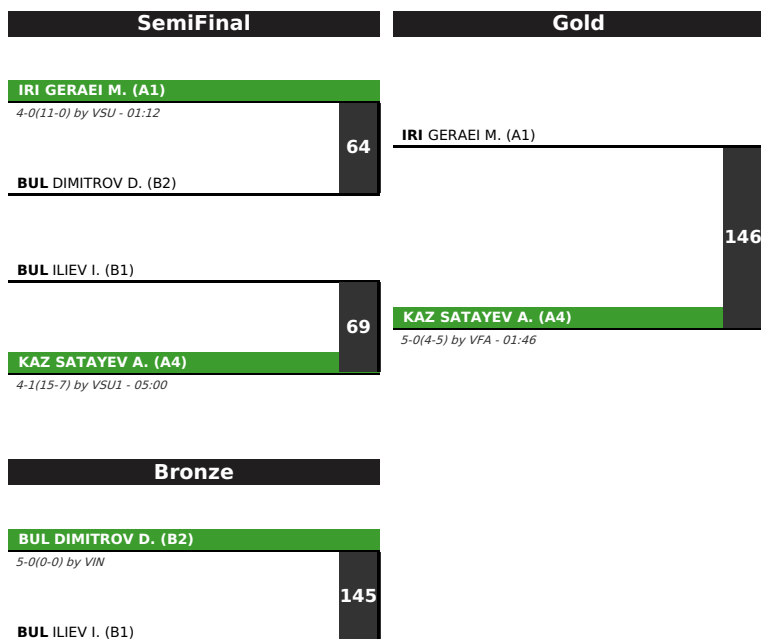 SemiFinal
IRI GERAEI M. (A1)
4-0(11-0) by VSU - 01:12
64
BUL DIMITROV D. (B2)
BUL ILIEV I. (B1)
69
KAZ SATAYEV A. (A4)
4-1(15-7) by VSU1 - 05:00
Gold
IRI GERAEI M. (A1)
146
KAZ SATAYEV A. (A4)
5-0(4-5) by VFA - 01:46
Bronze
BUL DIMITROV D. (B2)
5-0(0-0) by VIN
145
BUL ILIEV I. (B1)